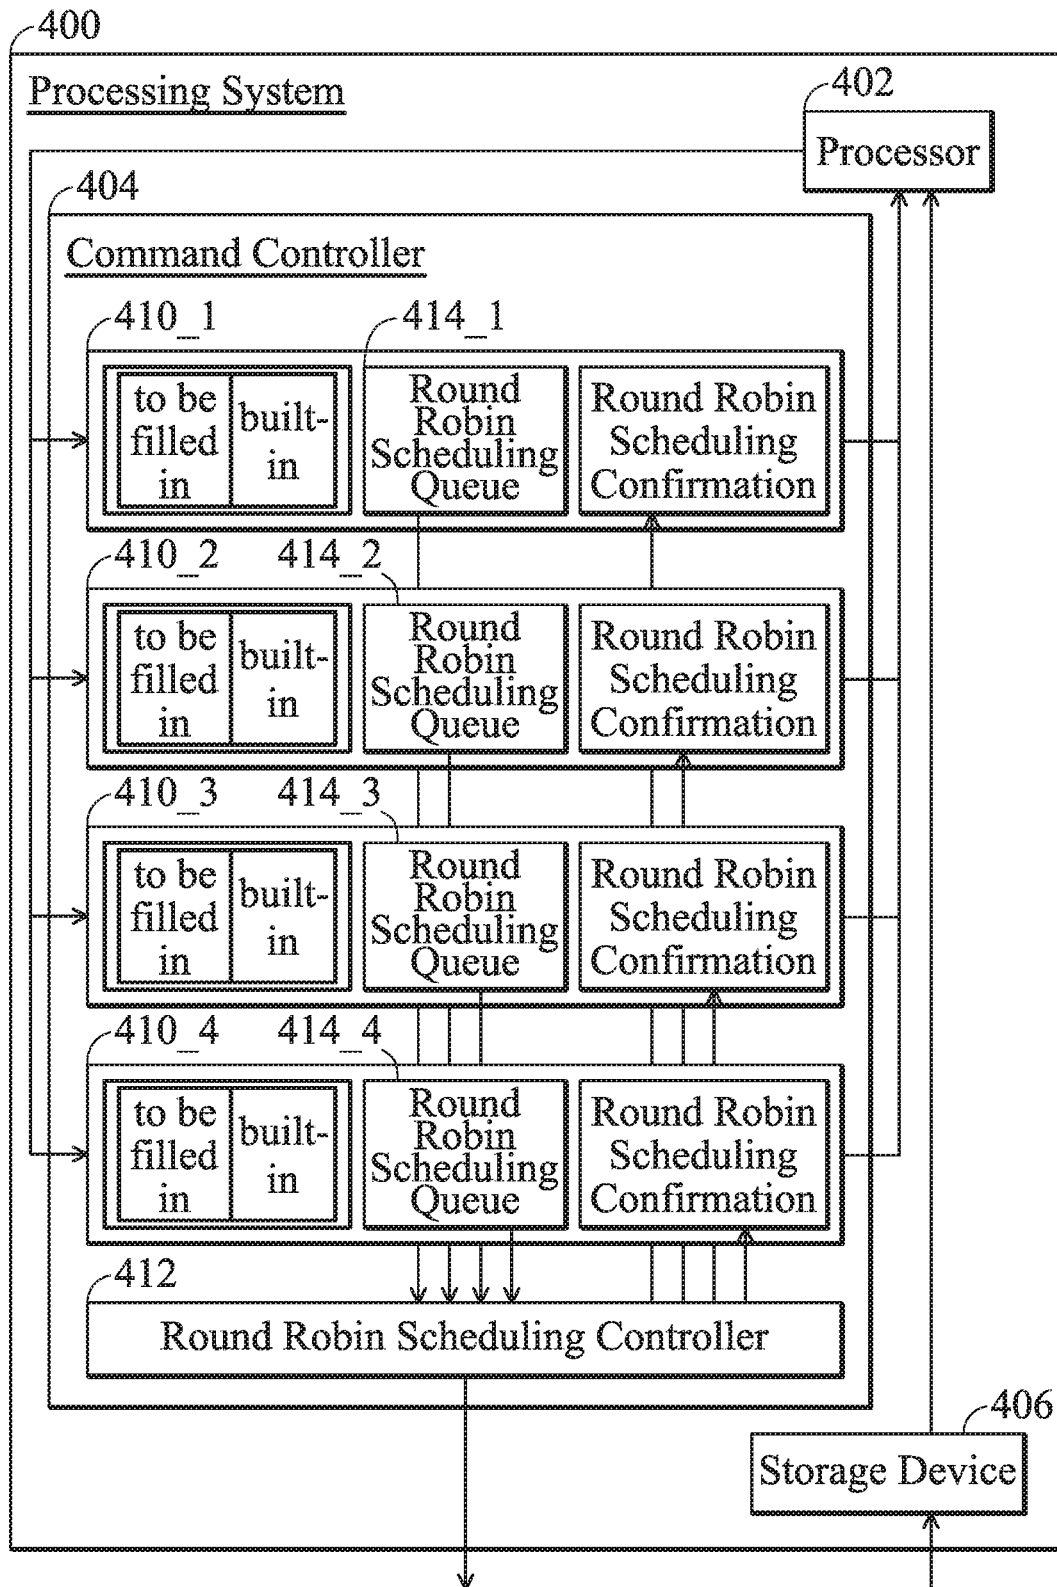 400
Processing System
402
Processor
404
Command Controller
410_1
414_1
to be
filled
in
built-
in
Round
Robin
Scheduling
Queue
Round Robin
Scheduling
Confirmation
410_2
414_2
to be
filled
in
built-
in
Round
Robin
Scheduling
Queue
Round Robin
Scheduling
Confirmation
410_3
414_3
to be
filled
in
built-
in
Round
Robin
Scheduling
Queue
Round Robin
Scheduling
Confirmation
410_4
414_4
to be
filled
in
built-
in
Round
Robin
Scheduling
Queue
Round Robin
Scheduling
Confirmation
412
Round Robin Scheduling Controller
406
Storage Device